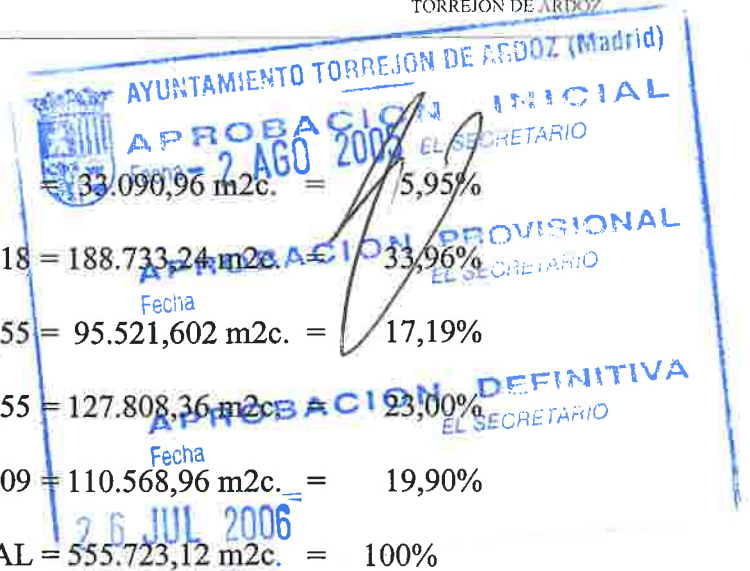 TORREJON DE ARDOZ
AYUNTAMIENTO TORREJON DE ARDOZ (Madrid)
APROBACION INICIAL
EL SECRETARIO
Fecha - 2 AGO 2005
= 33.090,96 m2c. = 5,95%
18 = 188.733,24 m2c. = 33,96%
APROBACION PROVISIONAL
EL SECRETARIO
Fecha
55 = 95.521,602 m2c. = 17,19%
55 = 127.808,36 m2c. = 23,00%
APROBACION DEFINITIVA
EL SECRETARIO
Fecha
09 = 110.568,96 m2c. = 19,90%
26 JUL 2006
AL = 555.723,12 m2c. = 100%